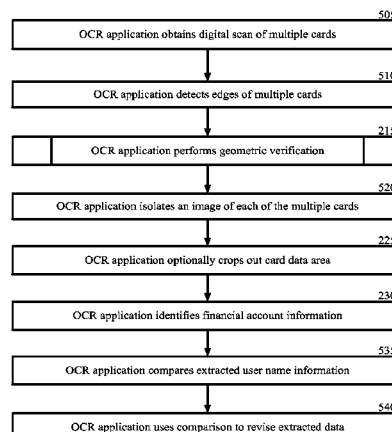 505
OCR application obtains digital scan of multiple cards
510
OCR application detects edges of multiple cards
215
OCR application performs geometric verification
520
OCR application isolates an image of each of the multiple cards
225
OCR application optionally crops out card data area
230
OCR application identifies financial account information
535
OCR application compares extracted user name information
540
OCR application uses comparison to revise extracted data